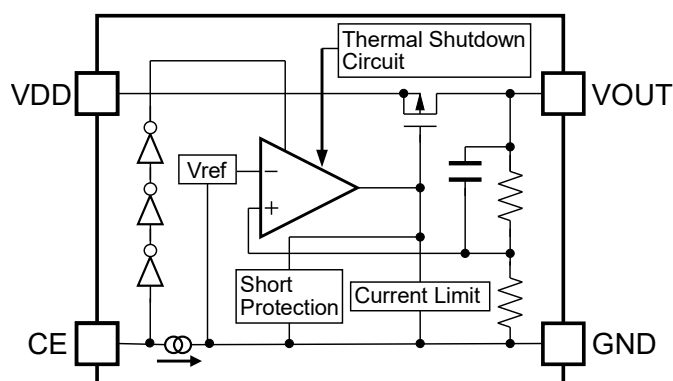 Thermal Shutdown
Circuit
VDD
VOUT
Vref
−
+
Short
Protection
Current Limit
CE
GND